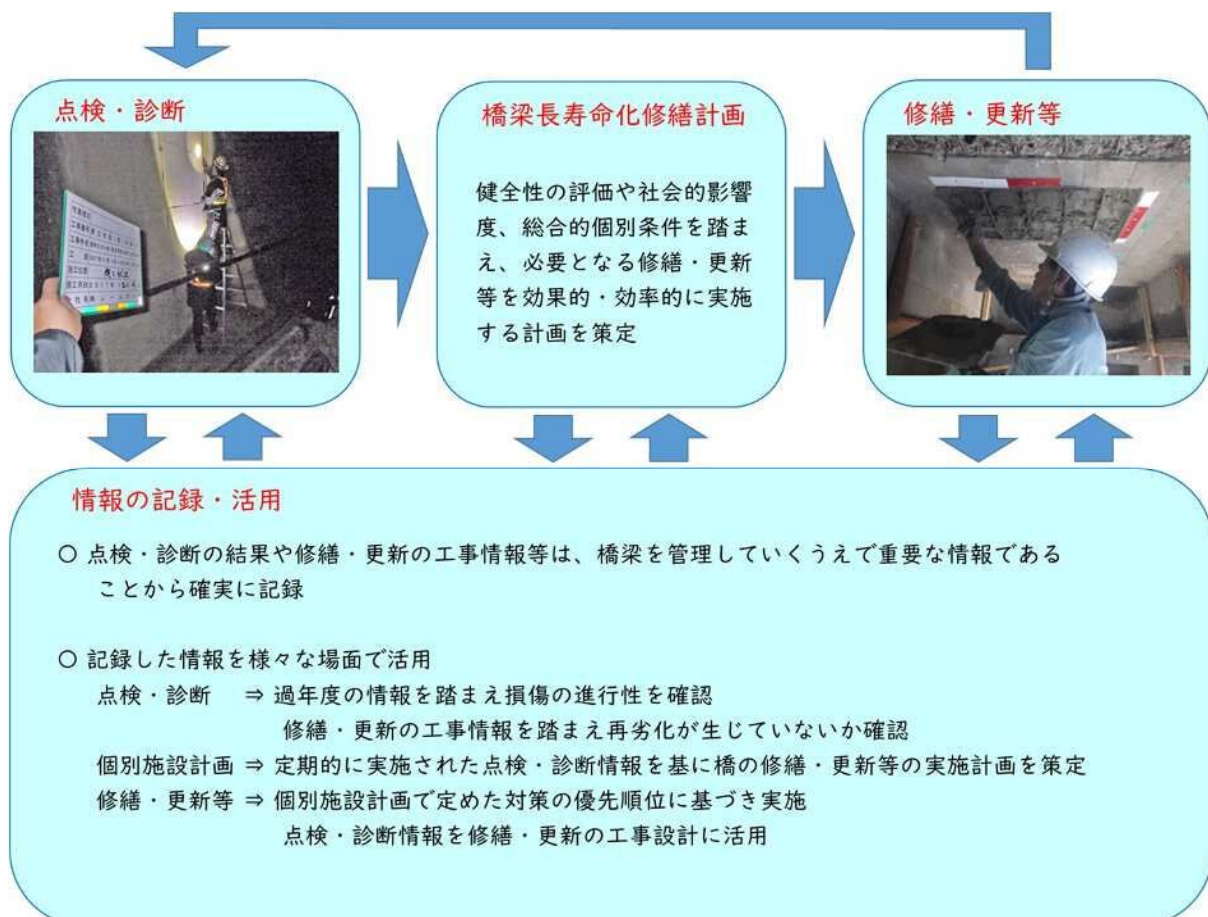 点検・診断
橋梁長寿命化修繕計画
健全性の評価や社会的影響
度、総合的個別条件を踏ま
え、必要となる修繕・更新
等を効果的・効率的に実施
する計画を策定
修繕・更新等
情報の記録・活用
○ 点検・診断の結果や修繕・更新の工事情報等は、橋梁を管理していくうえで重要な情報である
ことから確実に記録
○ 記録した情報を様々な場面で活用
点検・診断 ⇒ 過年度の情報を踏まえ損傷の進行性を確認
修繕・更新の工事情報を踏まえ再劣化が生じていないか確認
個別施設計画 ⇒ 定期的に実施された点検・診断情報を基に橋の修繕・更新等の実施計画を策定
修繕・更新等 ⇒ 個別施設計画で定めた対策の優先順位に基づき実施
点検・診断情報を修繕・更新の工事設計に活用